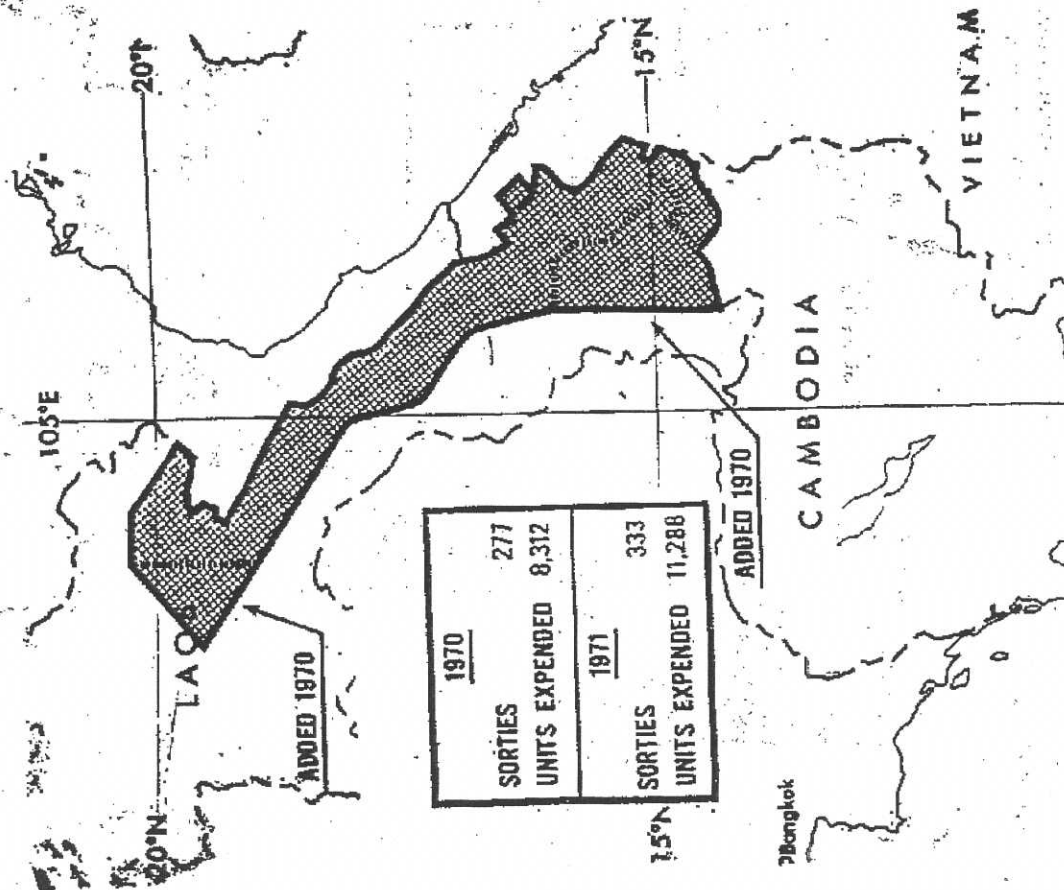 105°E
20°N
LAOS
20°N
ADDED 1970
1970
SORTIES 277
UNITS EXPENDED 8,312
1971
SORTIES 333
UNITS EXPENDED 11,288
ADDED 1970
15°N
15°N
CAMBODIA
VIETNAM
Bangkok